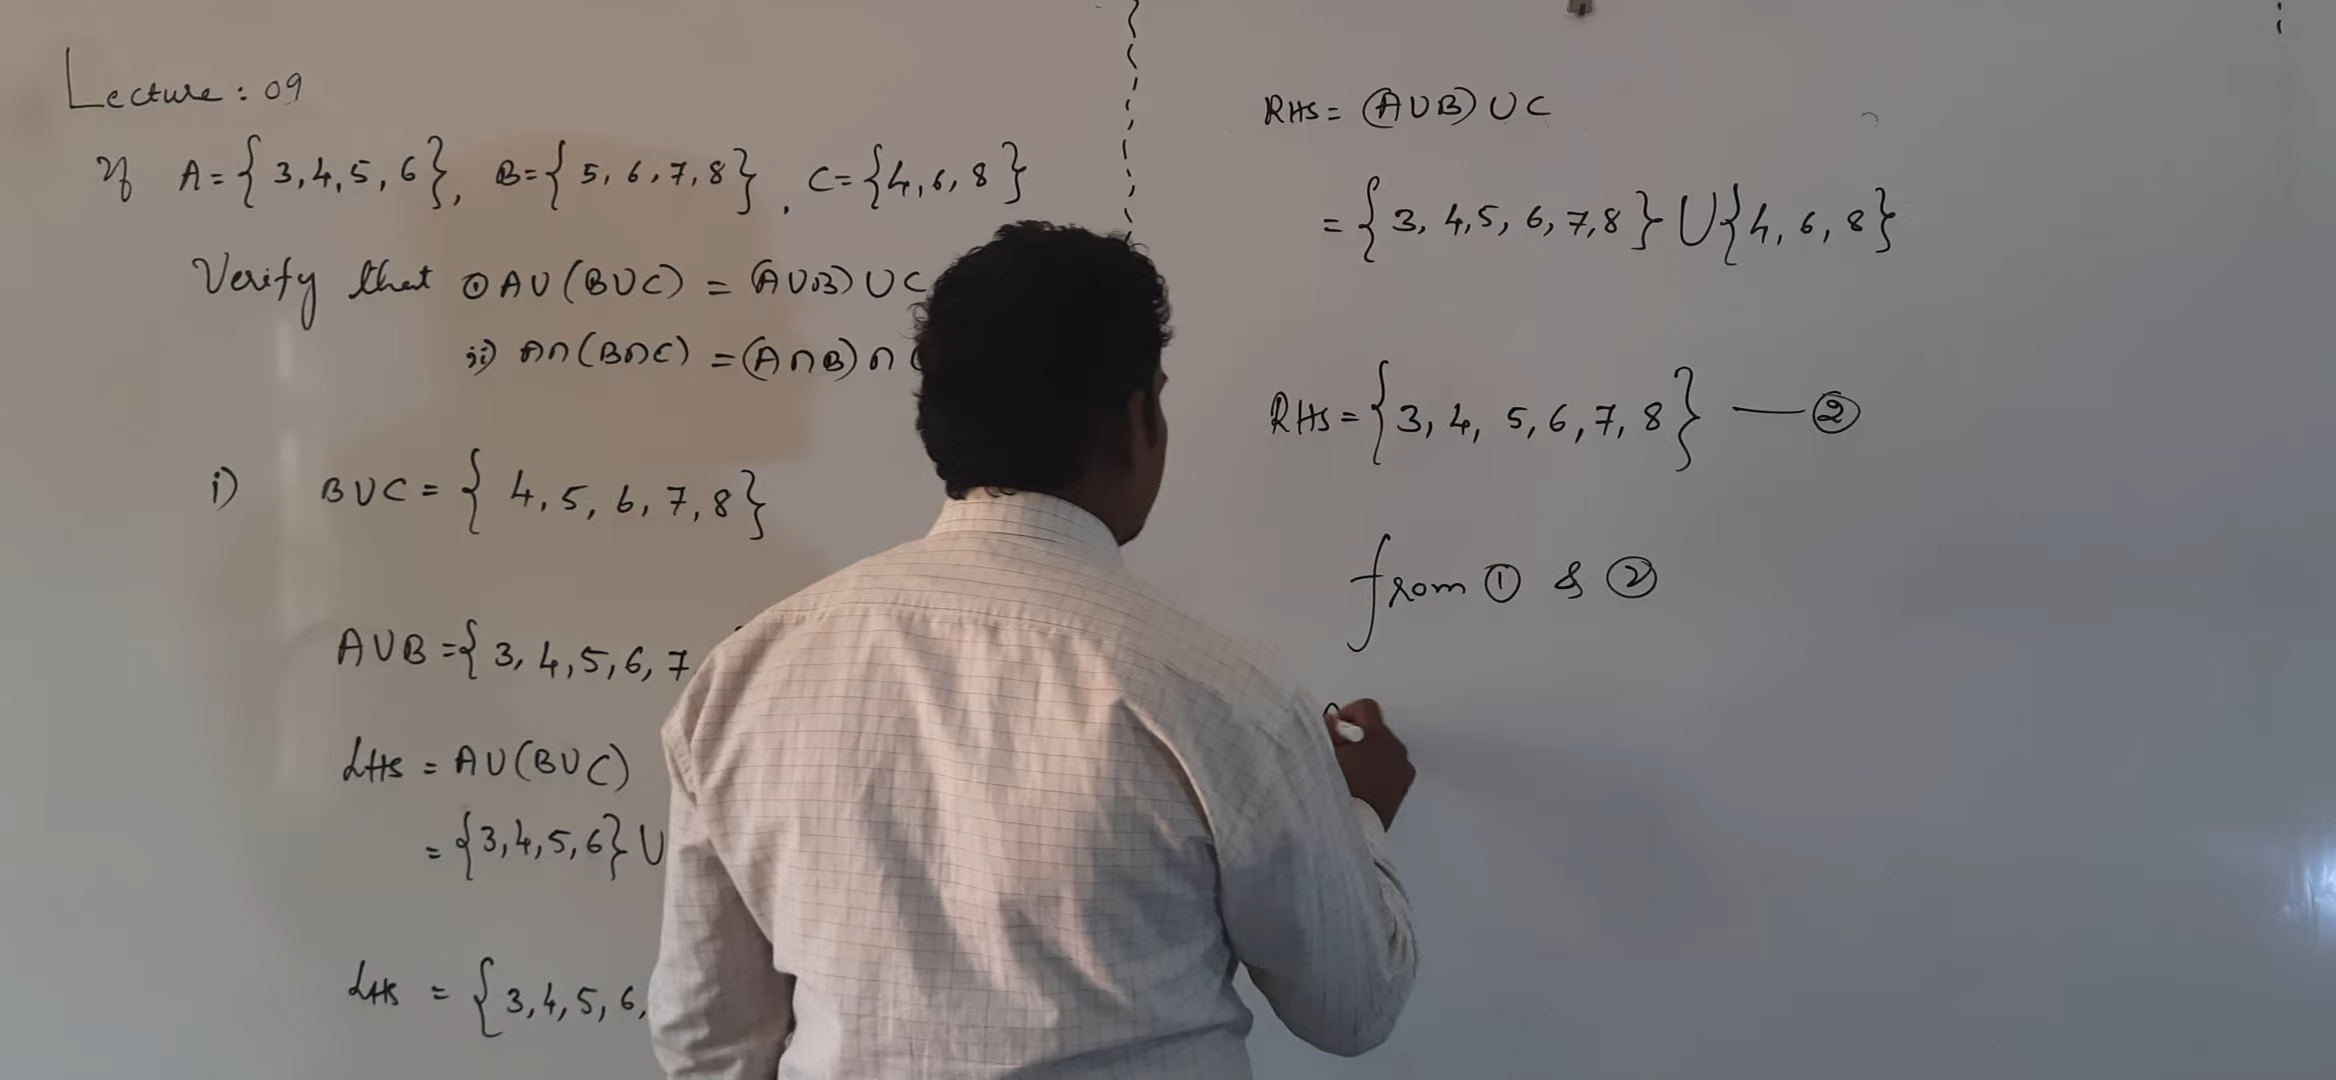 Lecture: 09
If A = { 3, 4, 5, 6 }, B = { 5, 6, 7, 8 }, C = { 4, 6, 8 }
Verify that ① A∪(B∪C) = (A∪B)∪C
ii) A∩(B∩C) = (A∩B)∩
i) B∪C = { 4, 5, 6, 7, 8 }
A∪B = { 3, 4, 5, 6, 7
LHS = A∪(B∪C)
= {3, 4, 5, 6} ∪
LHS = { 3, 4, 5, 6,
RHS = (A∪B)∪C
= { 3, 4, 5, 6, 7, 8 } ∪ { 4, 6, 8 }
RHS = { 3, 4, 5, 6, 7, 8 } — ②
from ① & ②